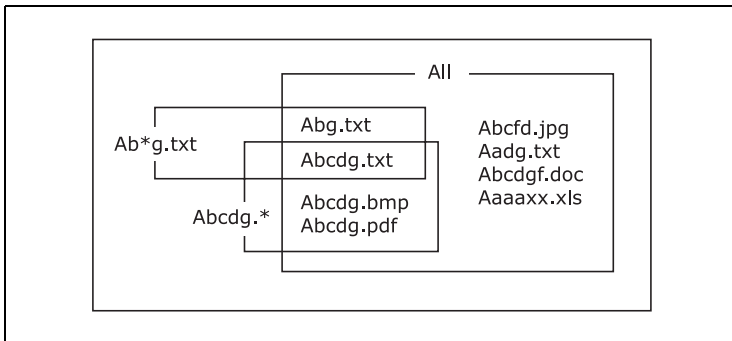 All
Ab*g.txt
Abg.txt
Abcdg.txt
Abcdg.*
Abcdg.bmp
Abcdg.pdf
Abcfd.jpg
Aadg.txt
Abcdgf.doc
Aaaaxx.xls